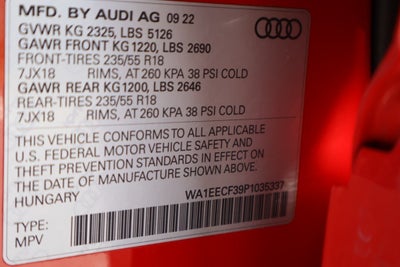 MFD. BY AUDI AG 09 22
GVWR KG 2325, LBS 5126
GAWR FRONT KG 1220, LBS 2690
FRONT-TIRES 235/55 R18
7JX18 RIMS, AT 260 KPA 38 PSI COLD
GAWR REAR KG1200, LBS 2646
REAR-TIRES 235/55 R18
7JX18 RIMS, AT 260 KPA 38 PSI COLD
THIS VEHICLE CONFORMS TO ALL APPLICABLE
U.S. FEDERAL MOTOR VEHICLE SAFETY AND
THEFT PREVENTION STANDARDS IN EFFECT ON
THE DATE OF MANUFACTURE SHOWN ABOVE.
HUNGARY WA1EECF39P1035337
TYPE:
MPV